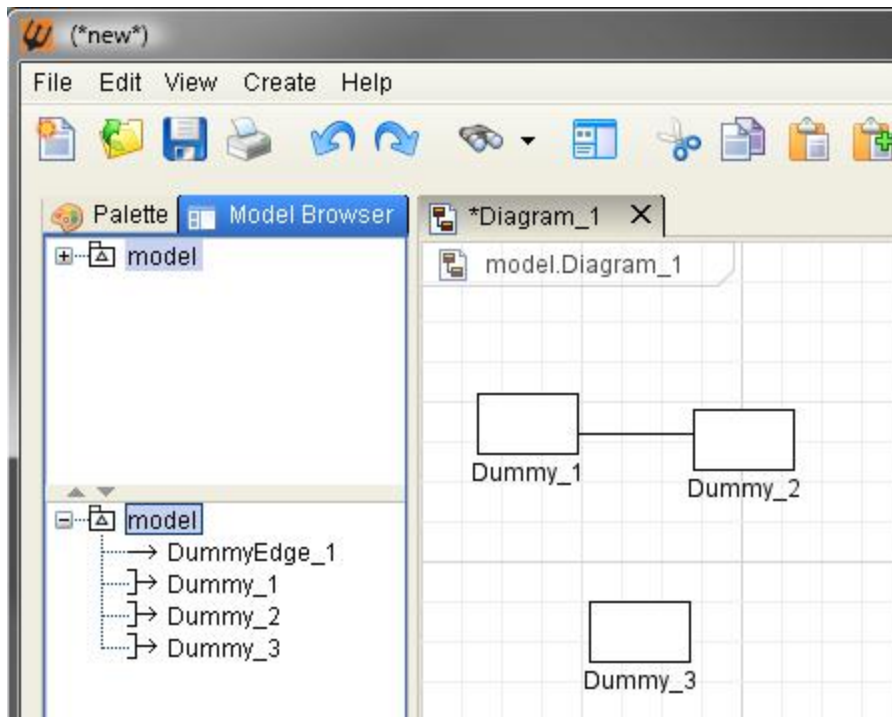 (*new*)
File Edit View Create Help
Palette Model Browser
model
model
DummyEdge_1
Dummy_1
Dummy_2
Dummy_3
*Diagram_1
model.Diagram_1
Dummy_1
Dummy_2
Dummy_3